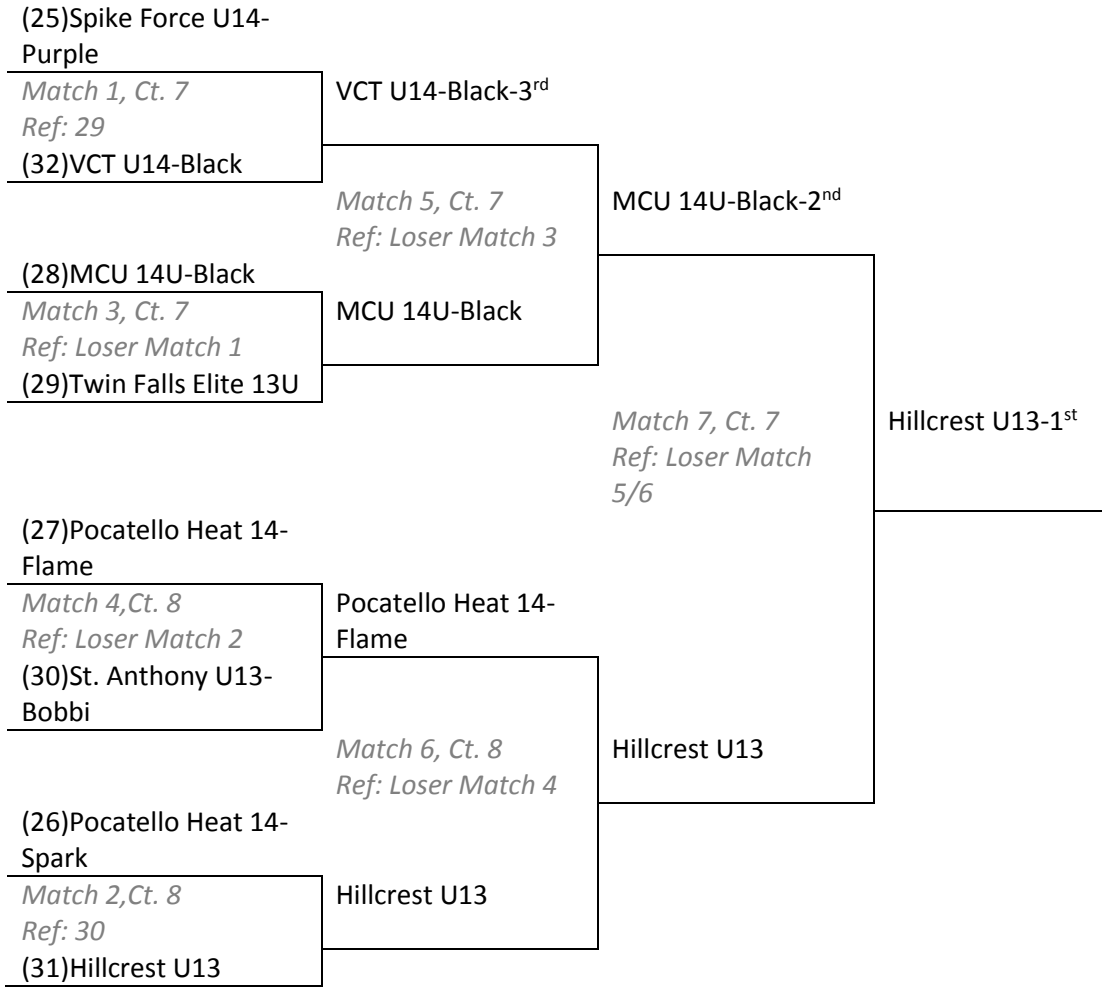 (25)Spike Force U14-
Purple
Match 1, Ct. 7
Ref: 29
(32)VCT U14-Black
VCT U14-Black-3rd
Match 5, Ct. 7
Ref: Loser Match 3
MCU 14U-Black-2nd
(28)MCU 14U-Black
Match 3, Ct. 7
Ref: Loser Match 1
(29)Twin Falls Elite 13U
MCU 14U-Black
Match 7, Ct. 7
Ref: Loser Match
5/6
Hillcrest U13-1st
(27)Pocatello Heat 14-
Flame
Match 4,Ct. 8
Ref: Loser Match 2
(30)St. Anthony U13-
Bobbi
Pocatello Heat 14-
Flame
Match 6, Ct. 8
Ref: Loser Match 4
Hillcrest U13
(26)Pocatello Heat 14-
Spark
Match 2,Ct. 8
Ref: 30
(31)Hillcrest U13
Hillcrest U13